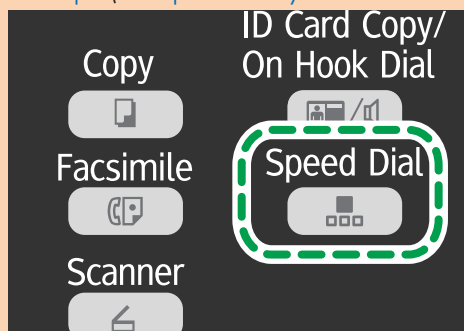 Copy
ID Card Copy/
On Hook Dial
Facsimile
Speed Dial
Scanner